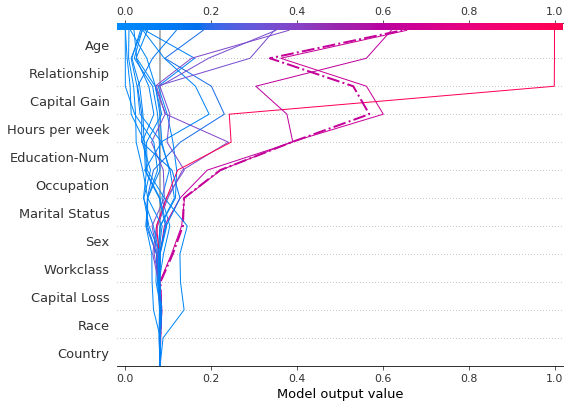 0.0 0.2 0.4 0.6 0.8 1.0
Age
Relationship
Capital Gain
Hours per week
Education-Num
Occupation
Marital Status
Sex
Workclass
Capital Loss
Race
Country
0.0 0.2 0.4 0.6 0.8 1.0
Model output value